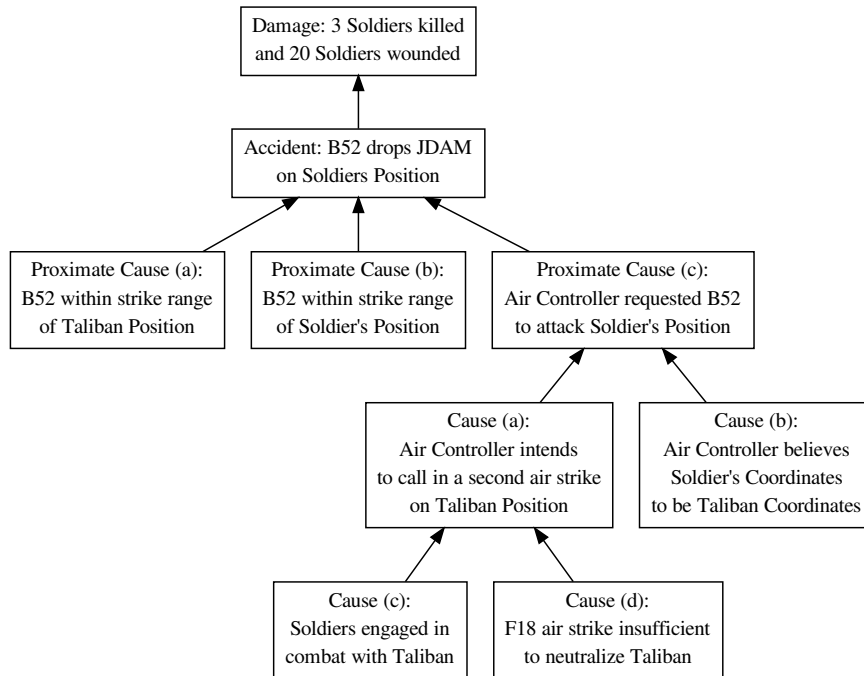 Damage: 3 Soldiers killed
and 20 Soldiers wounded
Accident: B52 drops JDAM
on Soldiers Position
Proximate Cause (a):
B52 within strike range
of Taliban Position
Proximate Cause (b):
B52 within strike range
of Soldier's Position
Proximate Cause (c):
Air Controller requested B52
to attack Soldier's Position
Cause (a):
Air Controller intends
to call in a second air strike
on Taliban Position
Cause (b):
Air Controller believes
Soldier's Coordinates
to be Taliban Coordinates
Cause (c):
Soldiers engaged in
combat with Taliban
Cause (d):
F18 air strike insufficient
to neutralize Taliban